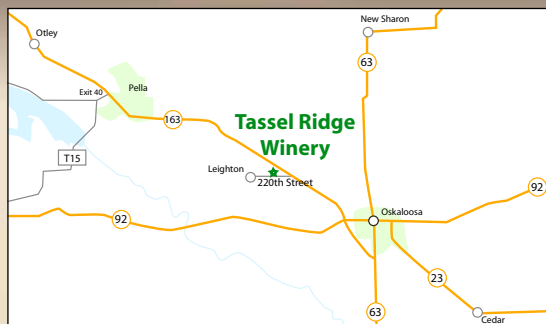 New Sharon
Otley
63
Exit 40
Pella
163
Tassel Ridge
Winery
T15
Leighton
220th Street
92
Oskaloosa
92
23
63
Cedar